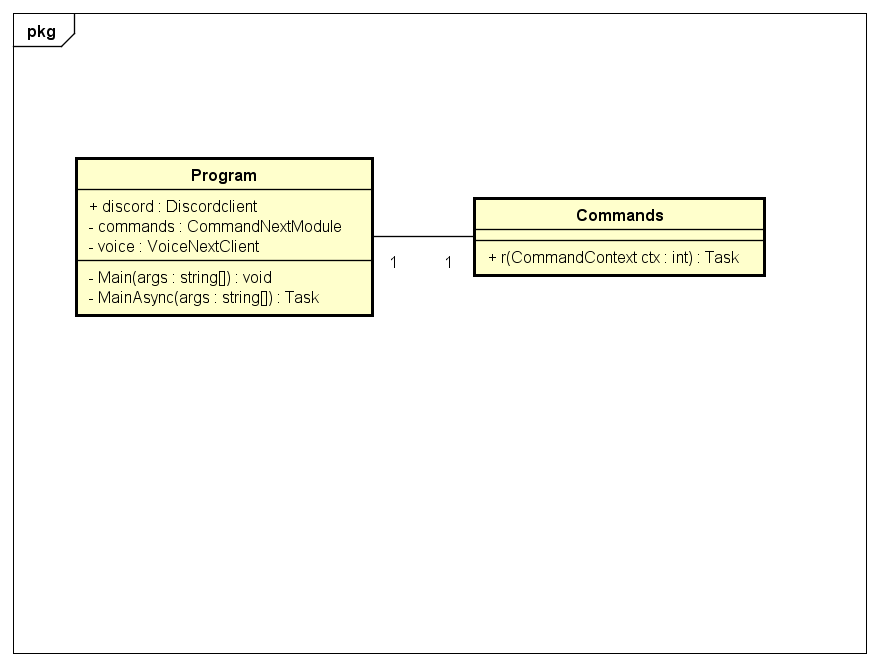 pkg
Program
+ discord : Discordclient
- commands : CommandNextModule
- voice : VoiceNextClient
- Main(args : string[]) : void
- MainAsync(args : string[]) : Task
1 1
Commands
+ r(CommandContext ctx : int) : Task